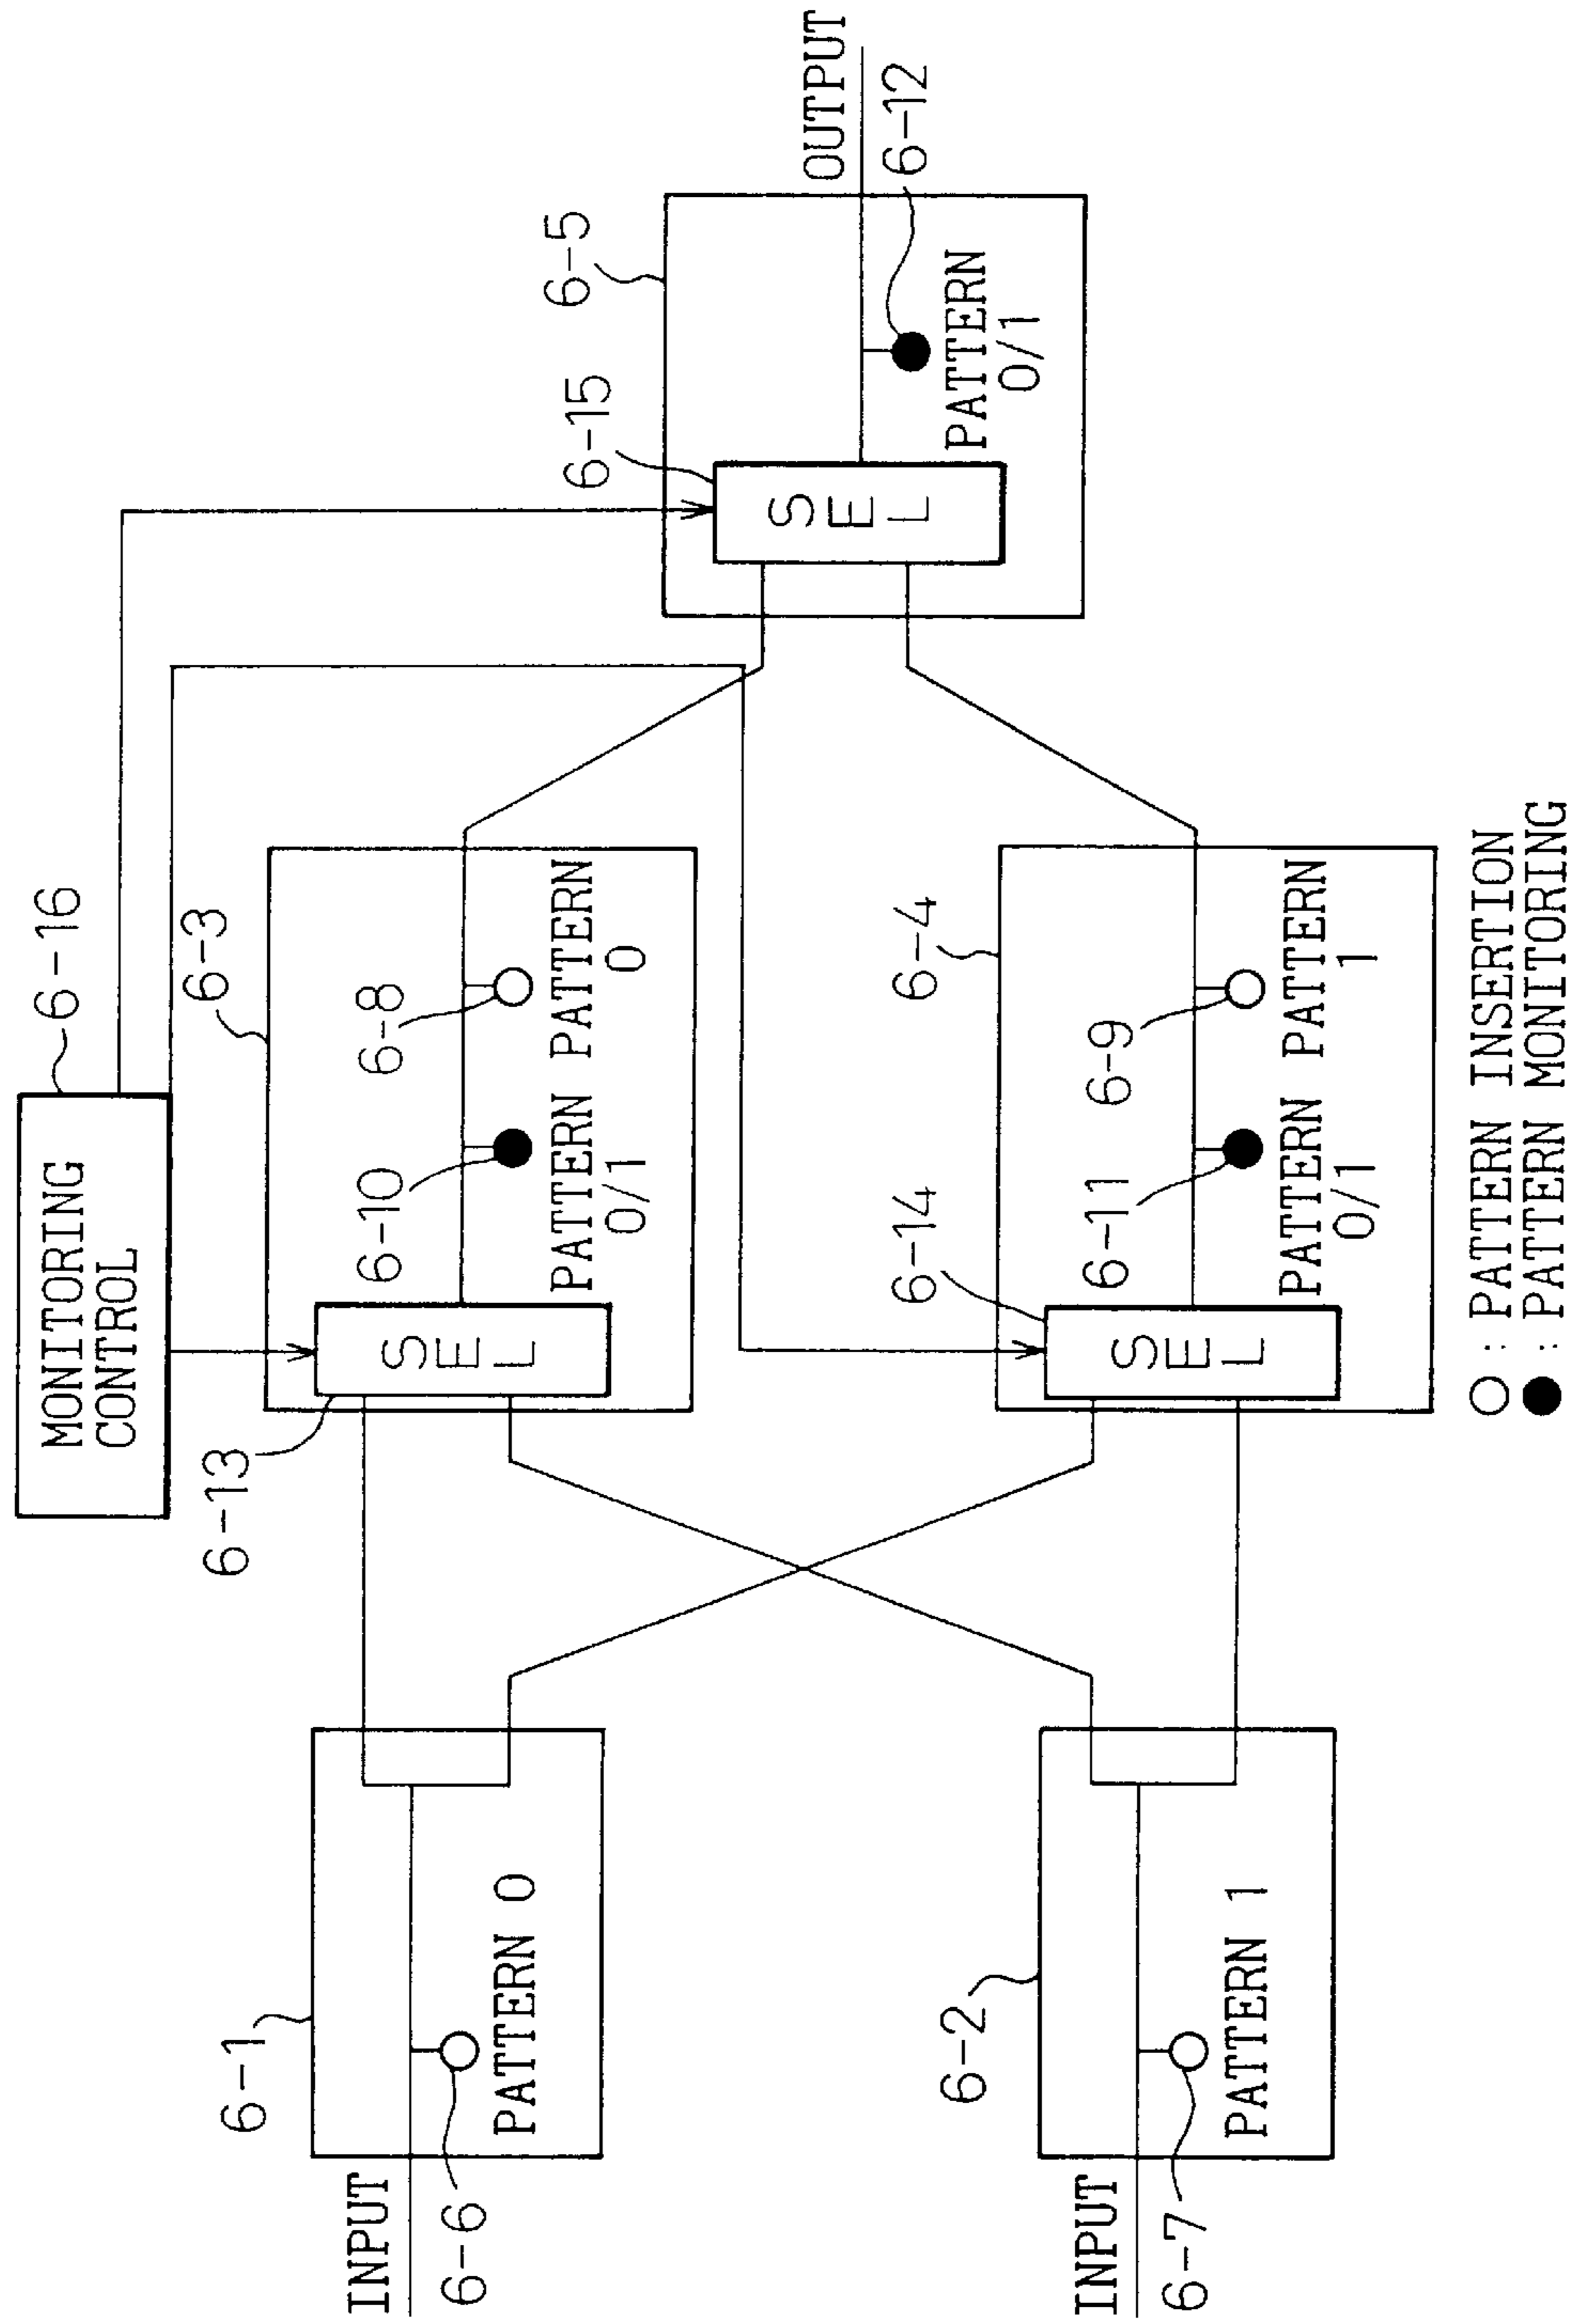 MONITORING
CONTROL
6-16
6-13
6-3
SEL
6-10
6-8
PATTERN
0/1
PATTERN
0
6-15
6-5
SEL
PATTERN
0/1
OUTPUT
6-12
6-1
INPUT
6-6
PATTERN 0
6-2
INPUT
6-7
PATTERN 1
6-14
6-4
SEL
6-11
6-9
PATTERN
0/1
PATTERN
1
: PATTERN INSERTION
: PATTERN MONITORING